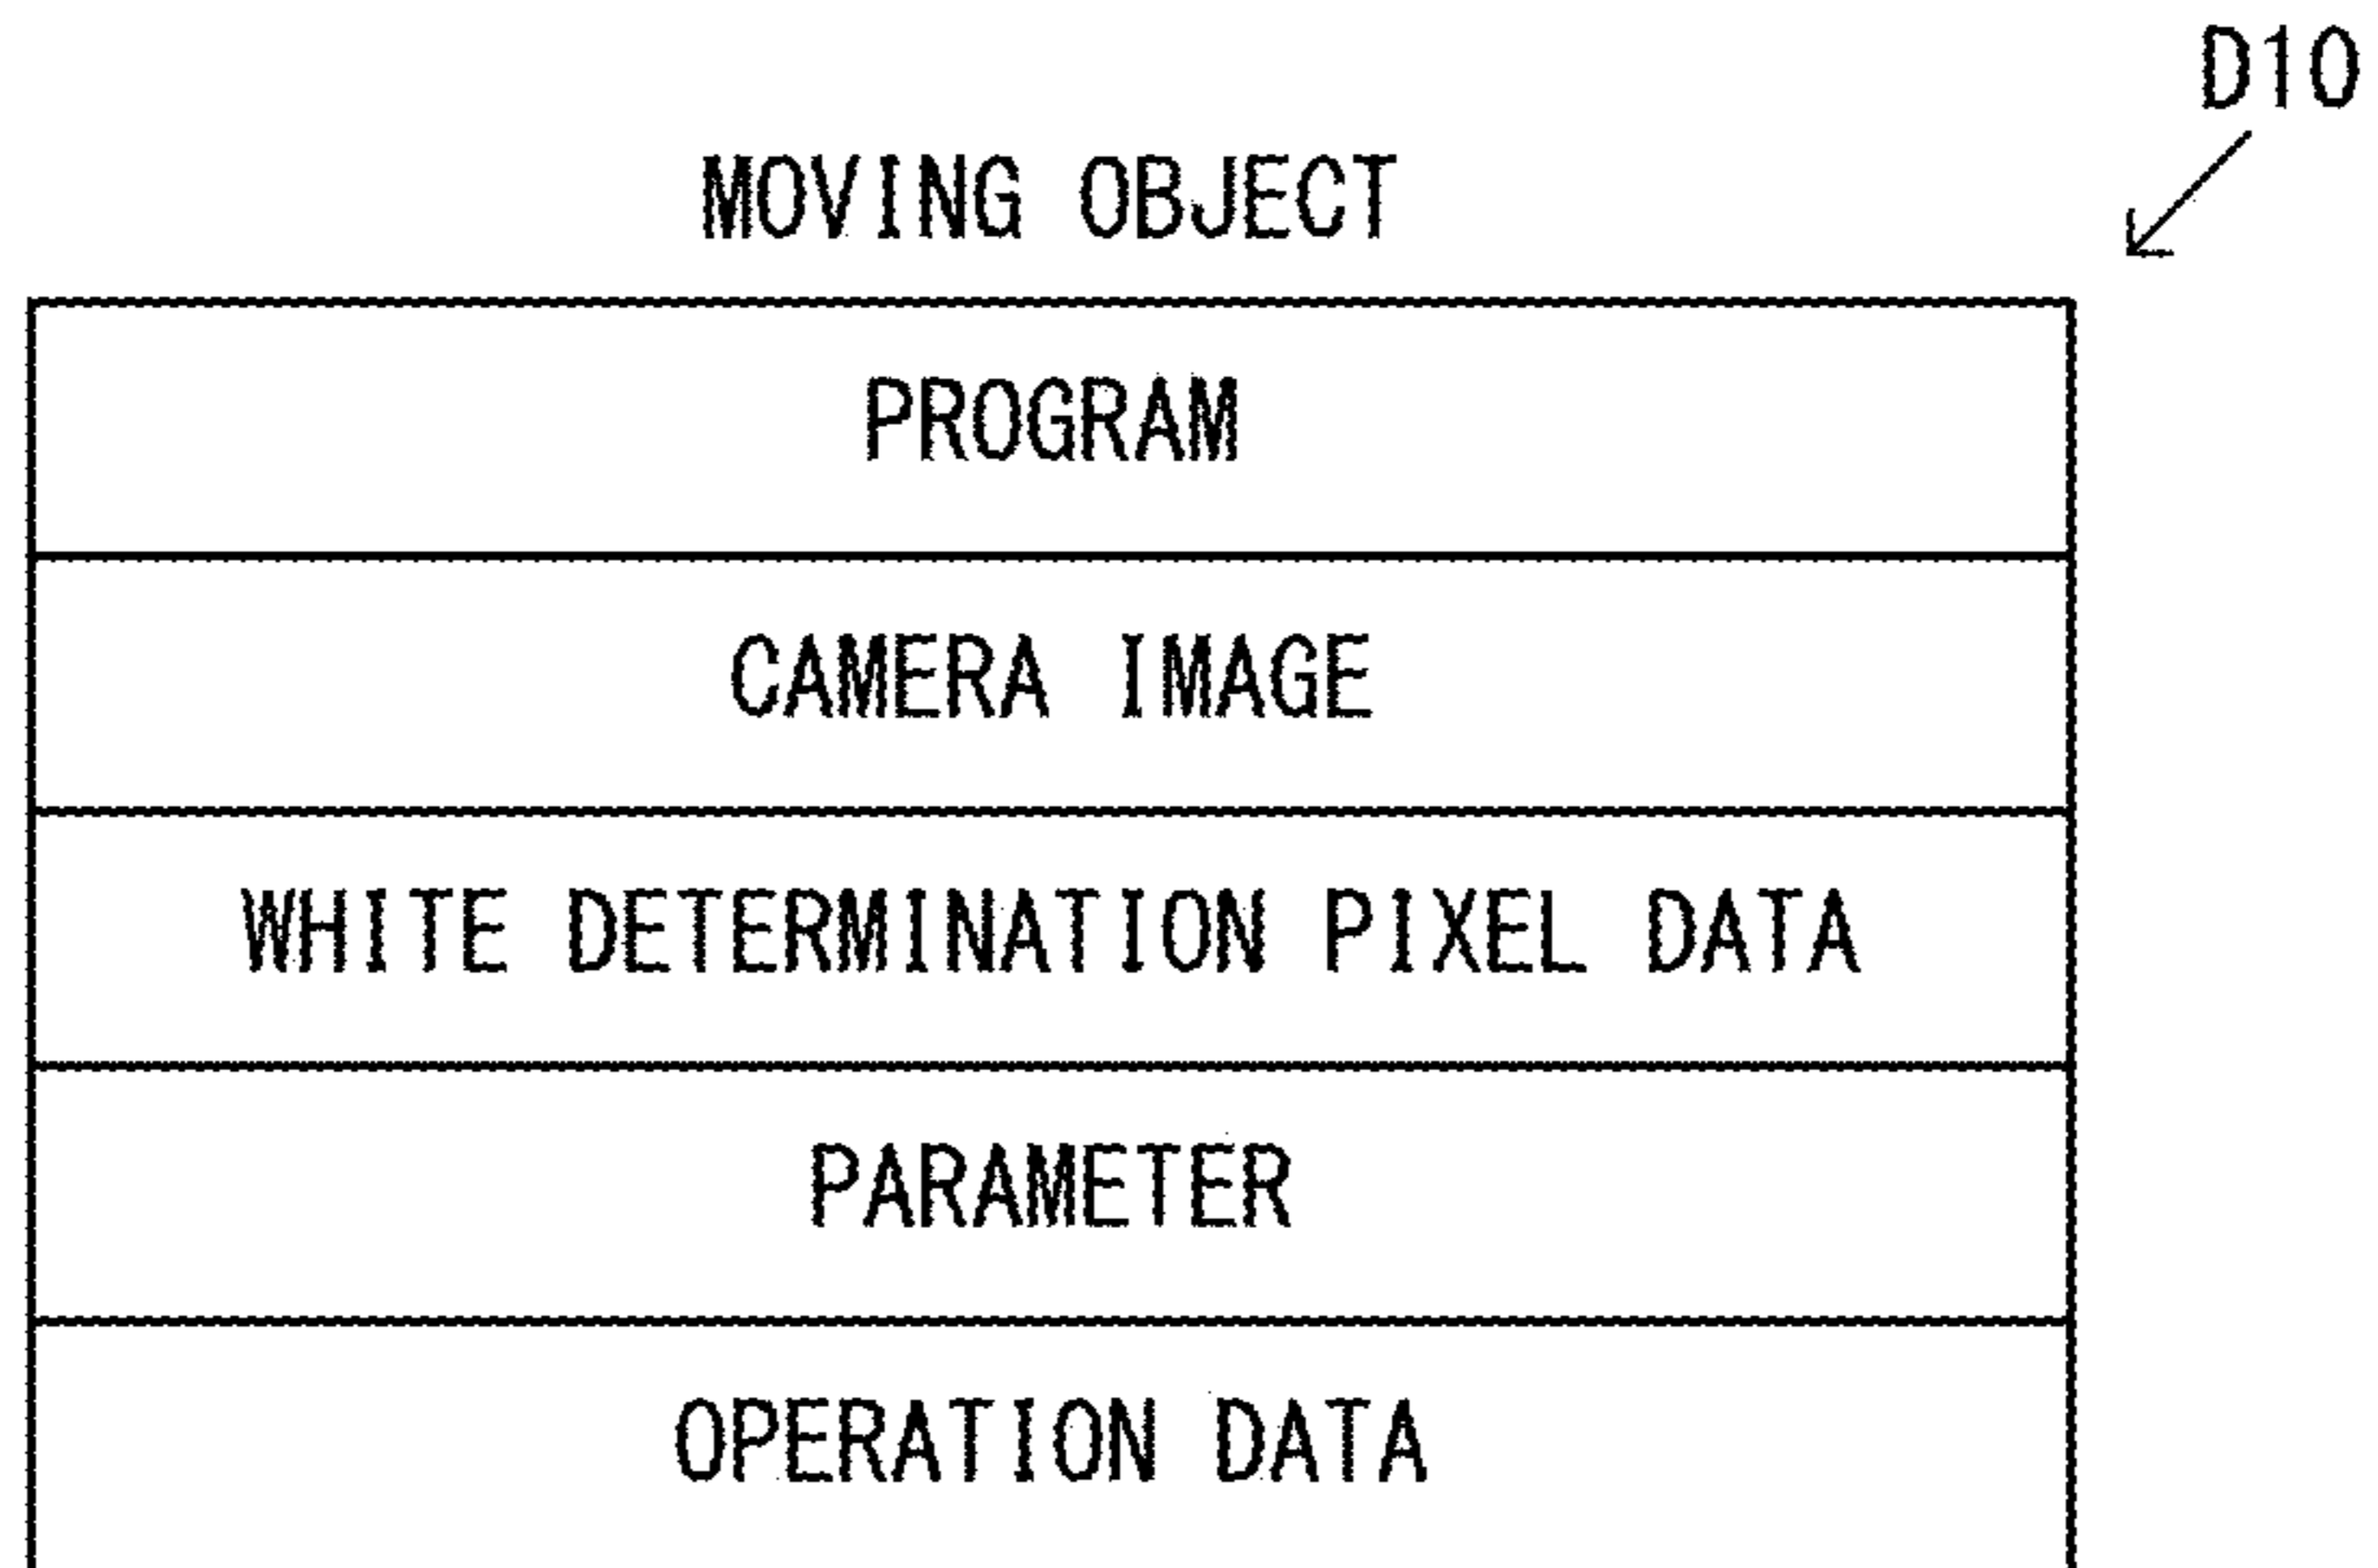 D10
MOVING OBJECT
PROGRAM
CAMERA IMAGE
WHITE DETERMINATION PIXEL DATA
PARAMETER
OPERATION DATA